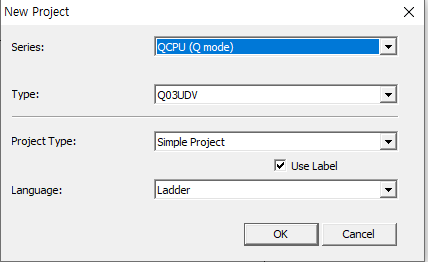 New Project
Series: QCPU (Q mode)
Type: Q03UDV
Project Type: Simple Project
Use Label
Language: Ladder
OK Cancel